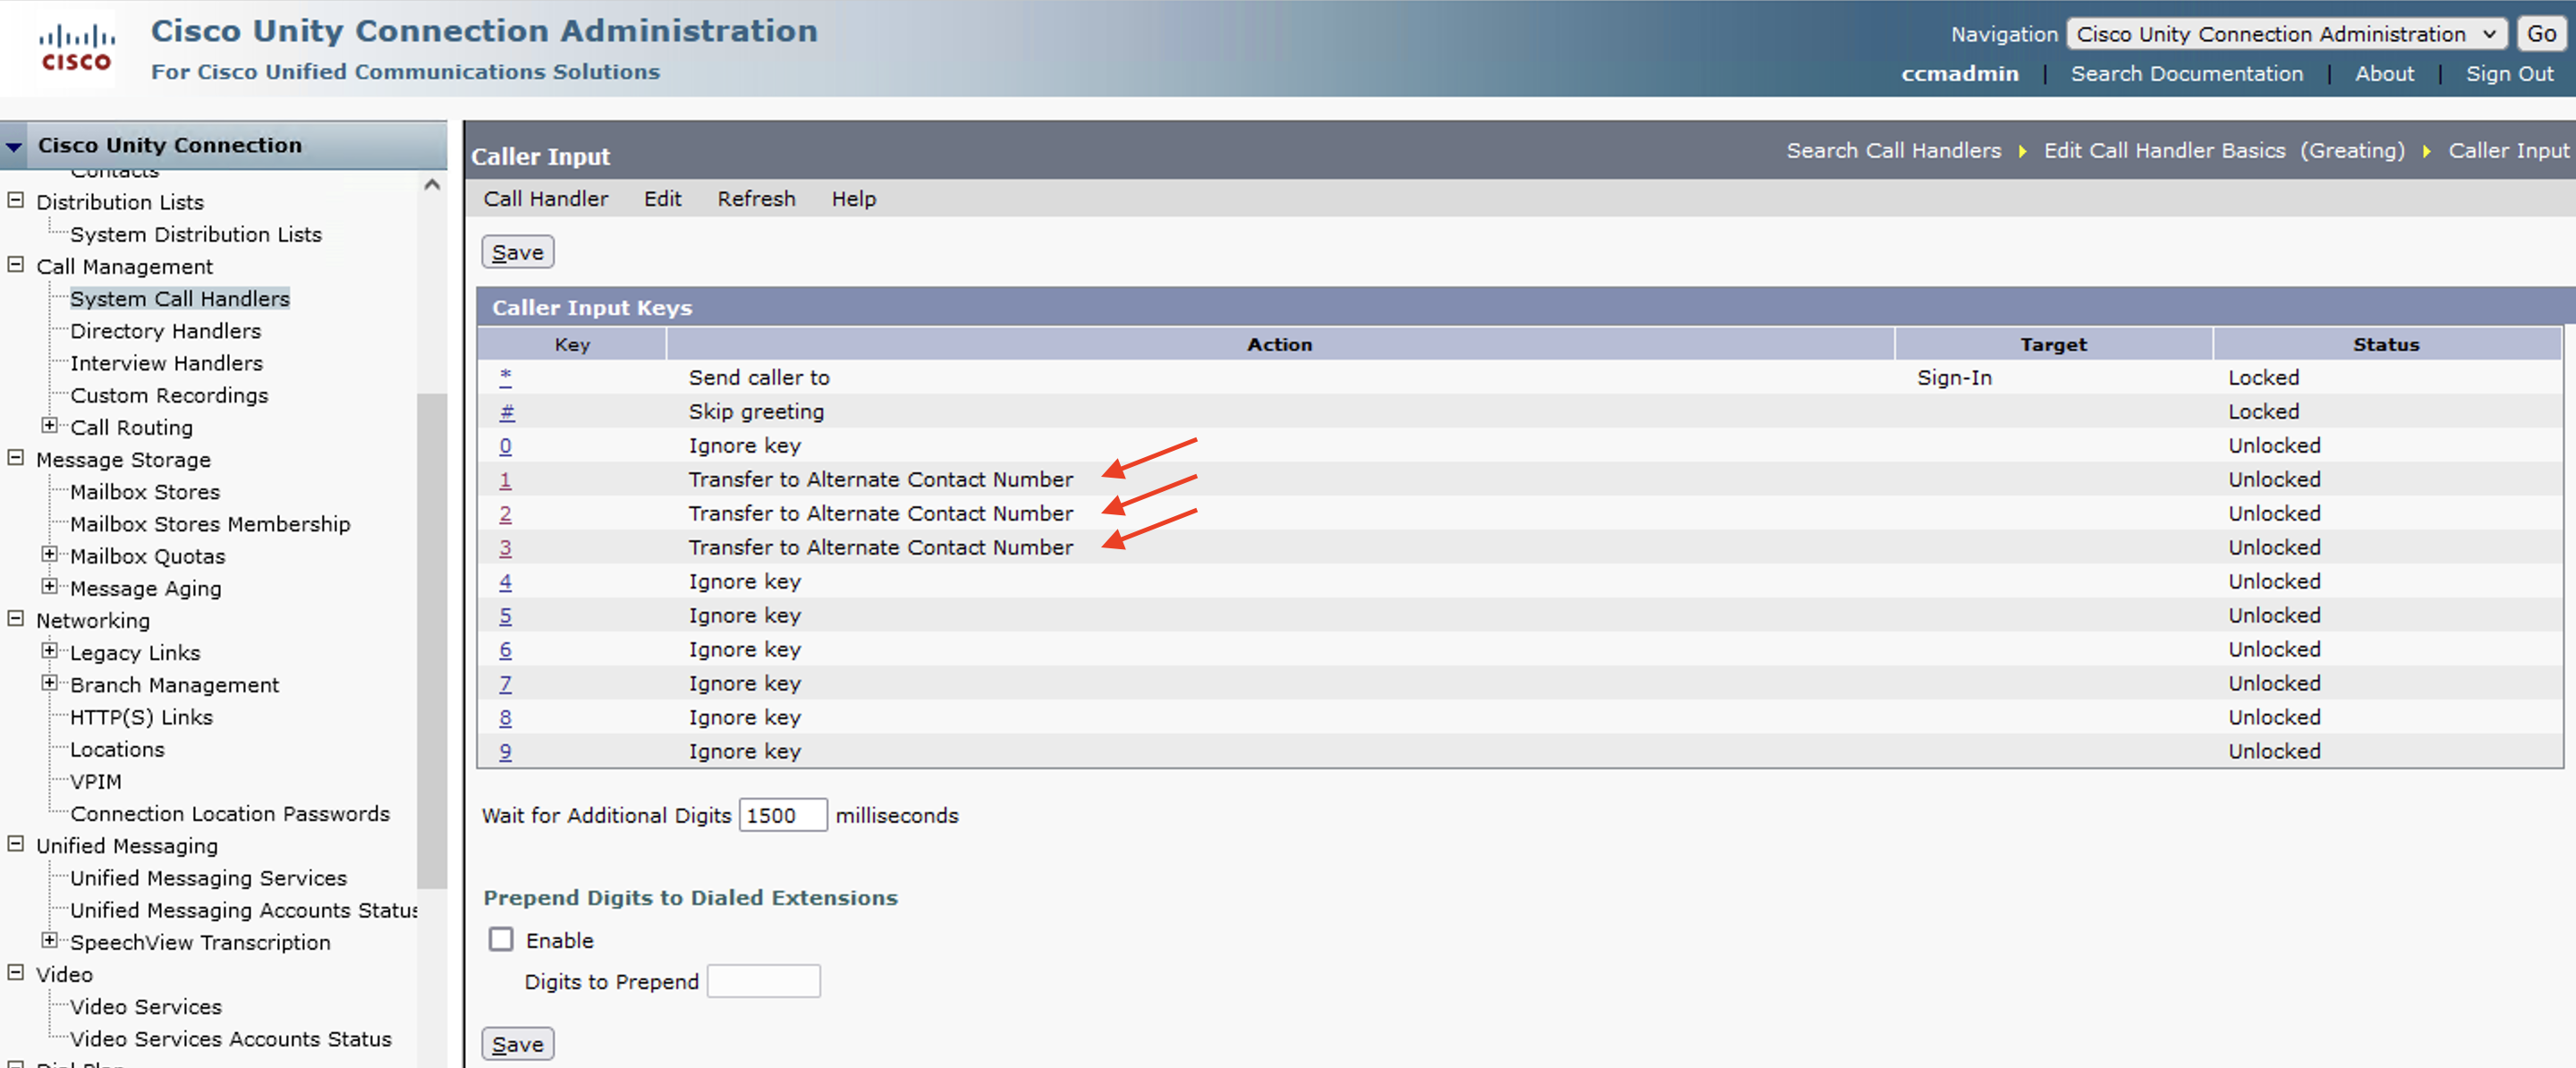 Cisco Unity Connection Administration
For Cisco Unified Communications Solutions
CISCO
Navigation Cisco Unity Connection Administration Go
ccmadmin | Search Documentation | About | Sign Out
Cisco Unity Connection
Contacts
Distribution Lists
System Distribution Lists
Call Management
System Call Handlers
Directory Handlers
Interview Handlers
Custom Recordings
Call Routing
Message Storage
Mailbox Stores
Mailbox Stores Membership
Mailbox Quotas
Message Aging
Networking
Legacy Links
Branch Management
HTTP(S) Links
Locations
VPIM
Connection Location Passwords
Unified Messaging
Unified Messaging Services
Unified Messaging Accounts Status
SpeechView Transcription
Video
Video Services
Video Services Accounts Status
Dial Plan
Caller Input
Search Call Handlers Edit Call Handler Basics (Greating) Caller Input
Call Handler Edit Refresh Help
Save
Caller Input Keys
Key Action Target Status
* Send caller to Sign-In Locked
# Skip greeting Locked
0 Ignore key Unlocked
1 Transfer to Alternate Contact Number Unlocked
2 Transfer to Alternate Contact Number Unlocked
3 Transfer to Alternate Contact Number Unlocked
4 Ignore key Unlocked
5 Ignore key Unlocked
6 Ignore key Unlocked
7 Ignore key Unlocked
8 Ignore key Unlocked
9 Ignore key Unlocked
Wait for Additional Digits 1500 milliseconds
Prepend Digits to Dialed Extensions
Enable
Digits to Prepend
Save